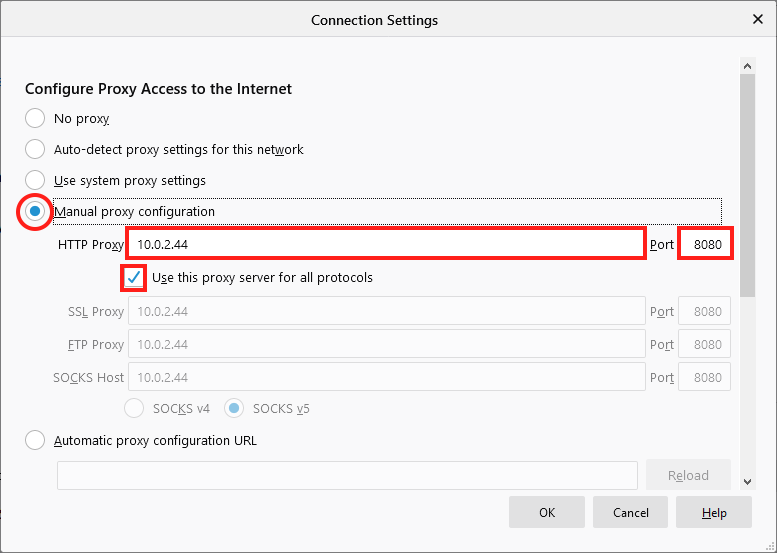 Connection Settings
Configure Proxy Access to the Internet
No proxy
Auto-detect proxy settings for this network
Use system proxy settings
Manual proxy configuration
HTTP Proxy 10.0.2.44 Port 8080
Use this proxy server for all protocols
SSL Proxy 10.0.2.44 Port 8080
FTP Proxy 10.0.2.44 Port 8080
SOCKS Host 10.0.2.44 Port 8080
SOCKS v4 SOCKS v5
Automatic proxy configuration URL
Reload
OK Cancel Help